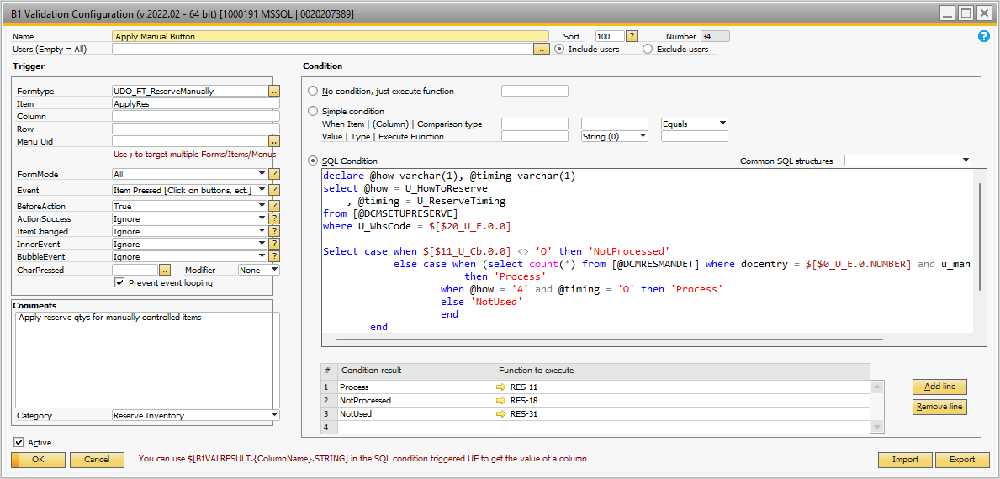 B1 Validation Configuration (v.2022.02 - 64 bit) [1000191 MSSQL | 0020207389]
Name Apply Manual Button Sort 100 ? Number 34 ?
Users (Empty = All) .. Include users Exclude users
Trigger
Formtype UDO_FT_ReserveManually ..
Item ApplyRes
Column
Row
Menu Uid ..
Use ; to target multiple Forms/Items/Menus
FormMode All ?
Event Item Pressed [Click on buttons, ect.] ?
BeforeAction True ?
ActionSuccess Ignore ?
ItemChanged Ignore ?
InnerEvent Ignore ?
BubbleEvent Ignore ?
CharPressed .. Modifier None
Prevent event looping
Comments
Apply reserve qtys for manually controlled items
Category Reserve Inventory
Condition
No condition, just execute function
Simple condition
When Item | (Column) | Comparison type Equals
Value | Type | Execute Function String (0)
SQL Condition Common SQL structures
declare @how varchar(1), @timing varchar(1)
select @how = U_HowToReserve
, @timing = U_ReserveTiming
from [@DCMSETUPRESERVE]
where U_WhsCode = $[$20_U_E.0.0]
Select case when $[$11_U_Cb.0.0] <> 'O' then 'NotProcessed'
else case when (select count(*) from [@DCMRESMANDET] where docentry = $[$0_U_E.0.NUMBER] and u_man
then 'Process'
when @how = 'A' and @timing = 'O' then 'Process'
else 'NotUsed'
end
end
# Condition result Function to execute
1 Process RES-11
2 NotProcessed RES-18
3 NotUsed RES-31
4
Add line
Remove line
Active
OK Cancel You can use $[B1VALRESULT.{ColumnName}.STRING] in the SQL condition triggered UF to get the value of a column Import Export